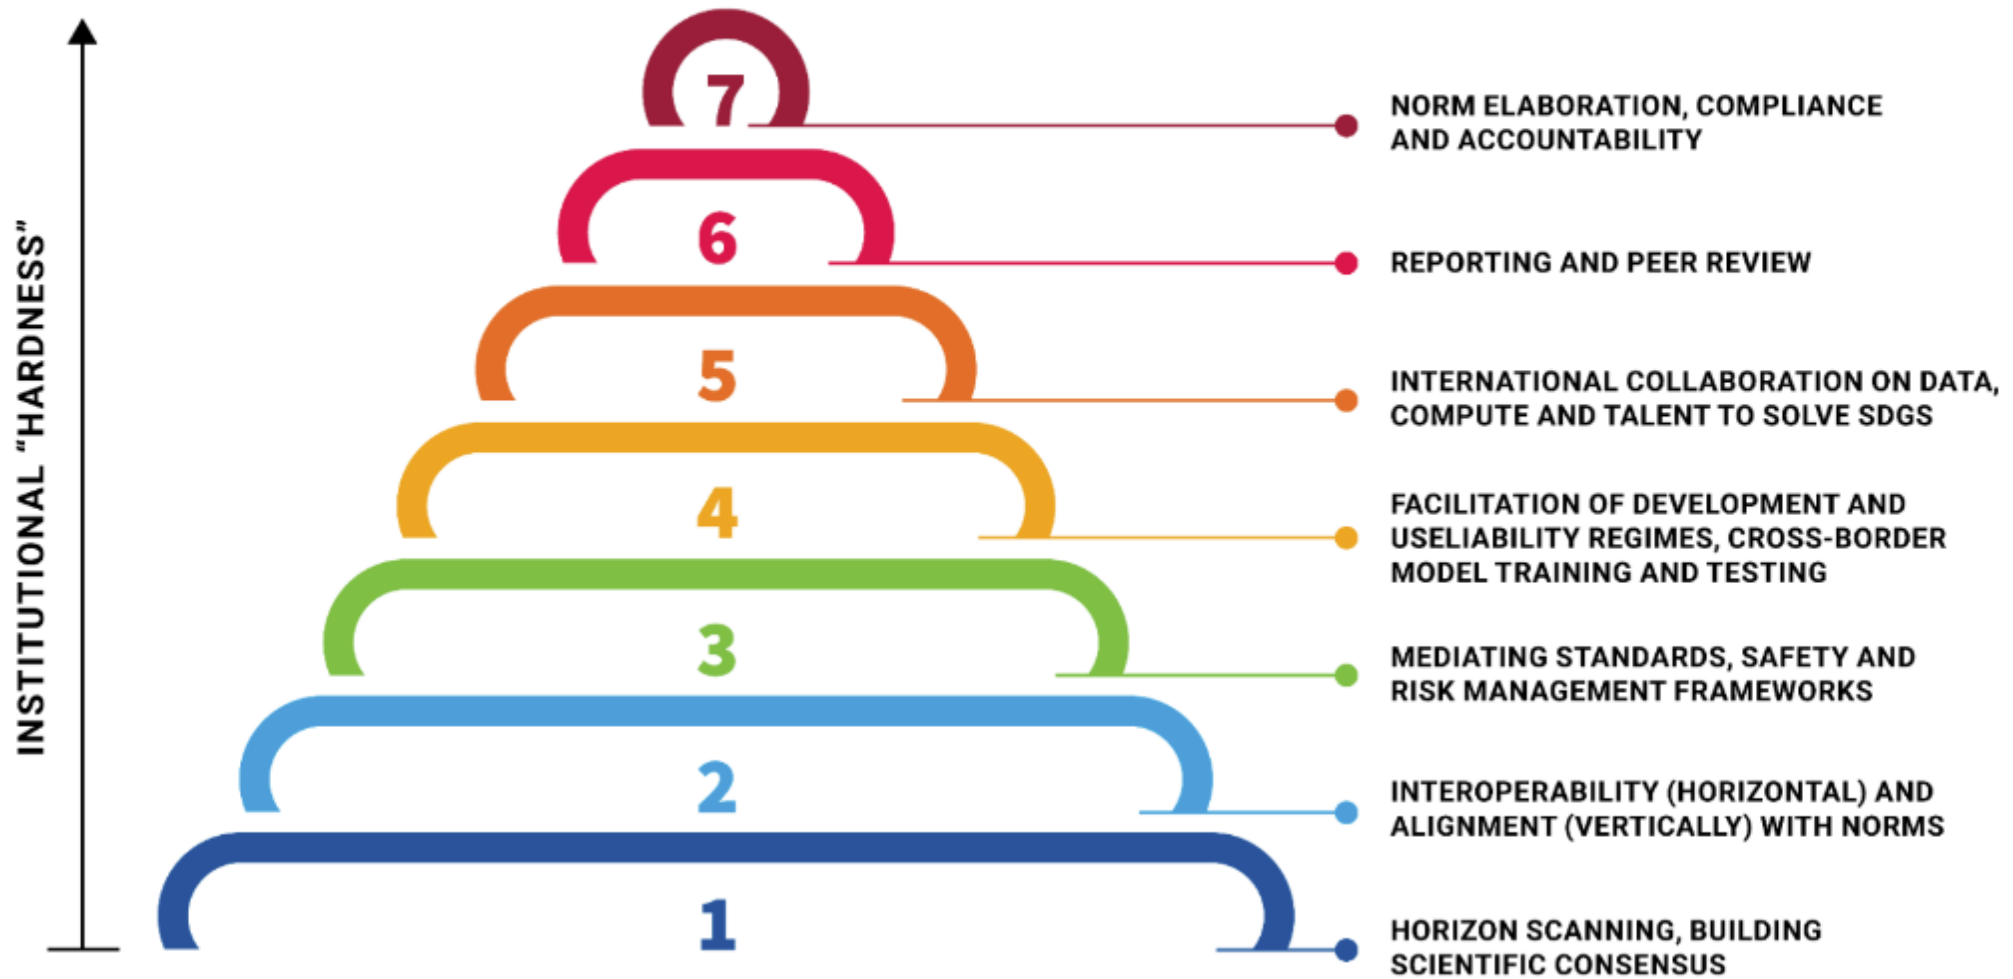 INSTITUTIONAL “HARDNESS”
7
NORM ELABORATION, COMPLIANCE
AND ACCOUNTABILITY
6
REPORTING AND PEER REVIEW
5
INTERNATIONAL COLLABORATION ON DATA,
COMPUTE AND TALENT TO SOLVE SDGS
4
FACILITATION OF DEVELOPMENT AND
USELIABILITY REGIMES, CROSS-BORDER
MODEL TRAINING AND TESTING
3
MEDIATING STANDARDS, SAFETY AND
RISK MANAGEMENT FRAMEWORKS
2
INTEROPERABILITY (HORIZONTAL) AND
ALIGNMENT (VERTICALLY) WITH NORMS
1
HORIZON SCANNING, BUILDING
SCIENTIFIC CONSENSUS